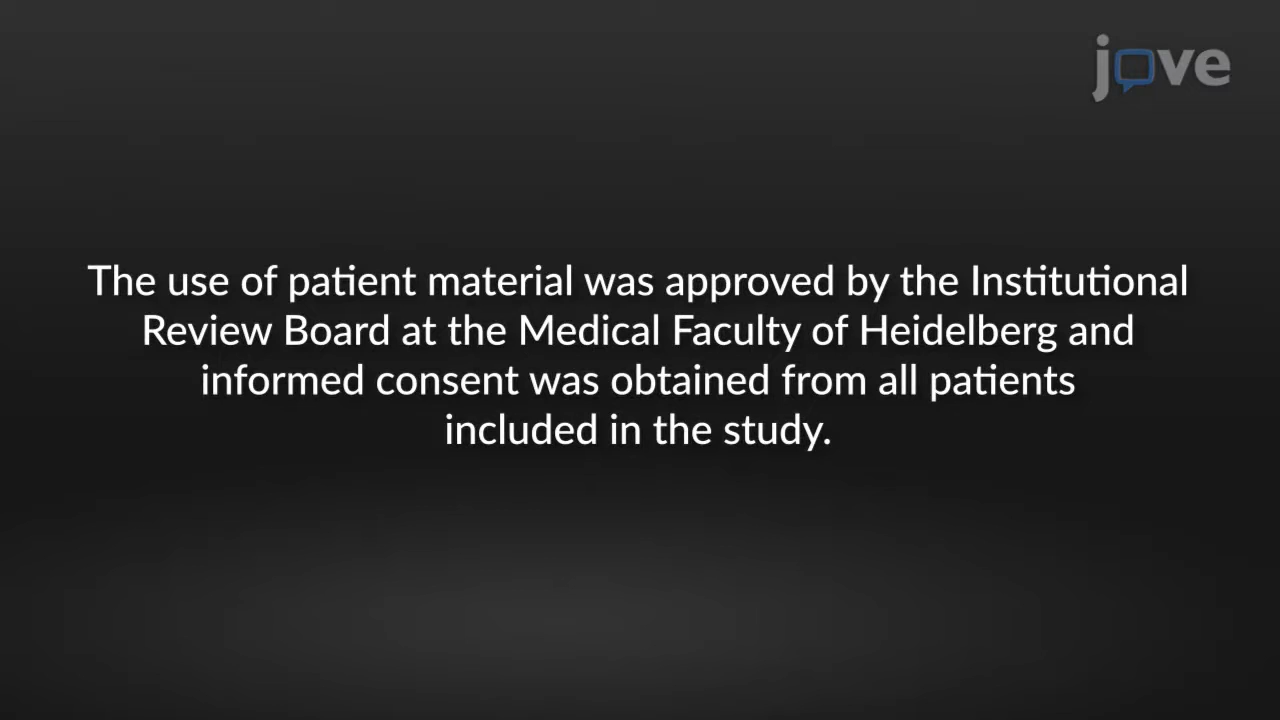 jove
The use of patient material was approved by the Institutional
Review Board at the Medical Faculty of Heidelberg and
informed consent was obtained from all patients
included in the study.